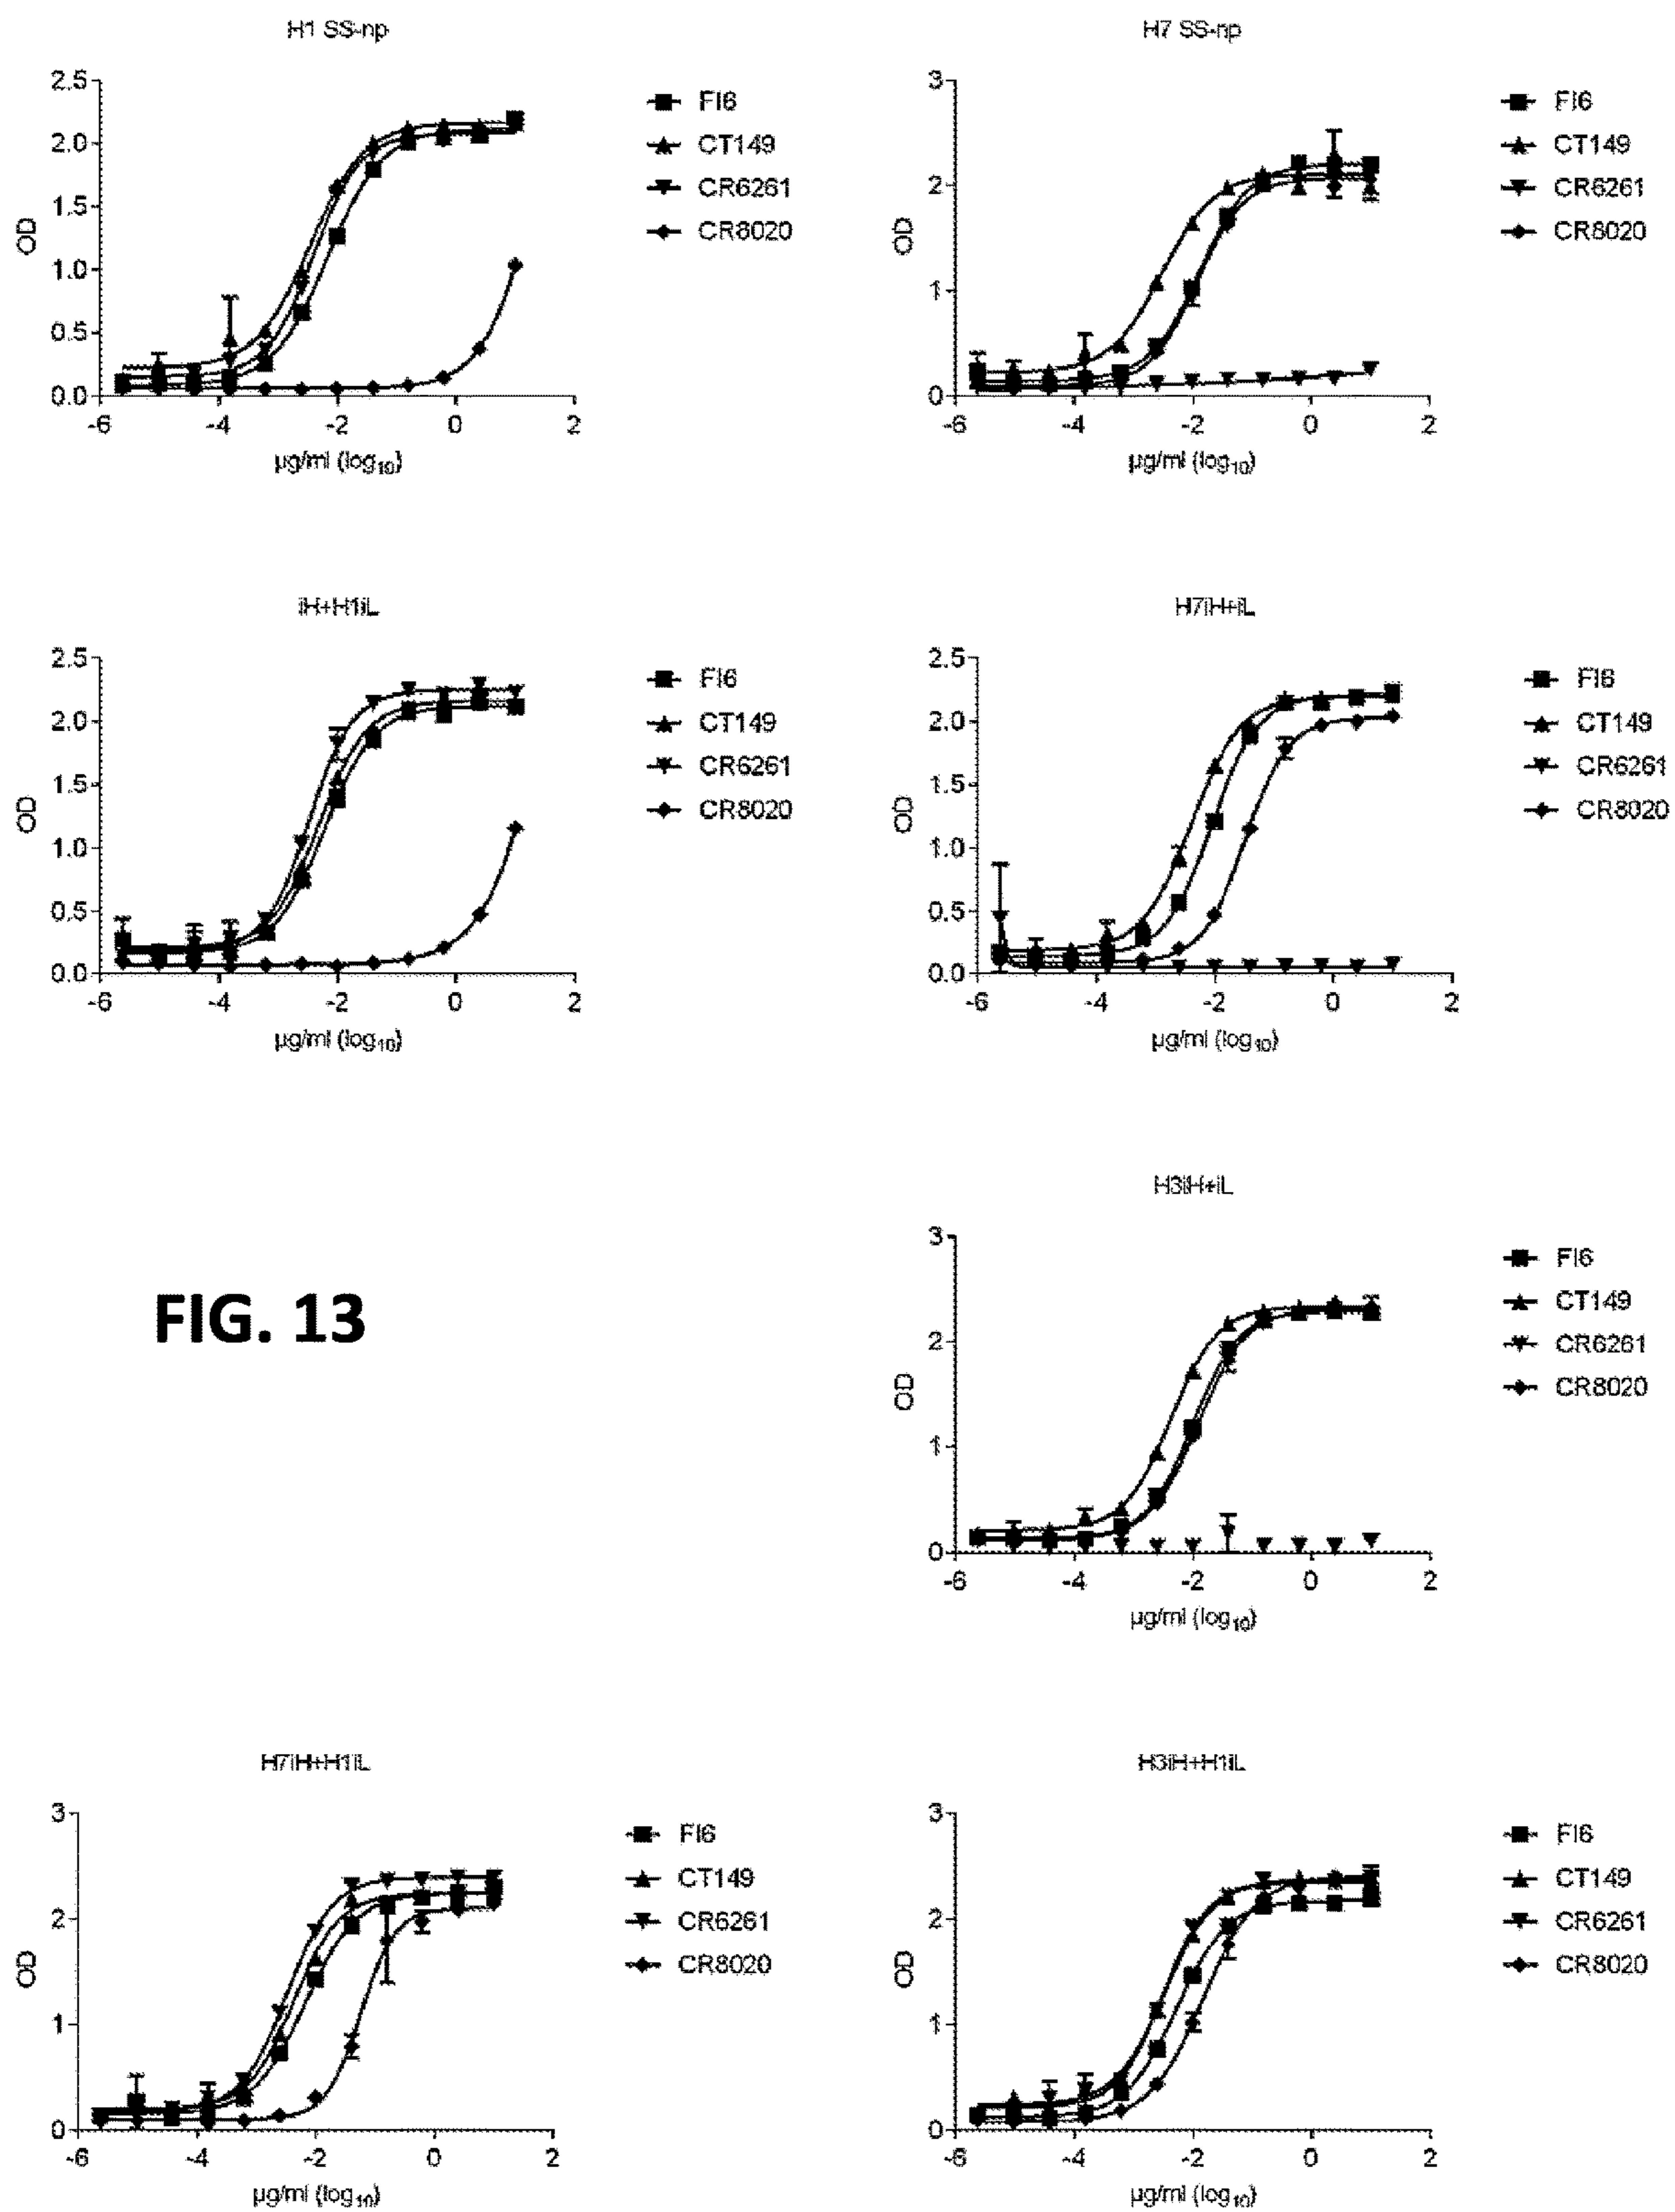 H1 SS-np
2.5
2.0
1.5
1.0
0.5
0.0
OD
-6 -4 -2 0 2
µg/ml (log10)
FI6
CT149
CR6261
CR8020
H7 SS-np
3
2
1
0
OD
-6 -4 -2 0 2
µg/ml (log10)
FI6
CT149
CR6261
CR8020
iH+H1iL
2.5
2.0
1.5
1.0
0.5
0.0
OD
-6 -4 -2 0 2
µg/ml (log10)
FI6
CT149
CR6261
CR8020
H7iH+iL
2.5
2.0
1.5
1.0
0.5
0.0
OD
-6 -4 -2 0 2
µg/ml (log10)
FI6
CT149
CR6261
CR8020
FIG. 13
H3iH+iL
3
2
1
0
OD
-6 -4 -2 0 2
µg/ml (log10)
FI6
CT149
CR6261
CR8020
H7iH+H1iL
3
2
1
0
OD
-6 -4 -2 0 2
µg/ml (log10)
FI6
CT149
CR6261
CR8020
H3iH+H1iL
3
2
1
0
OD
-6 -4 -2 0 2
µg/ml (log10)
FI6
CT149
CR6261
CR8020